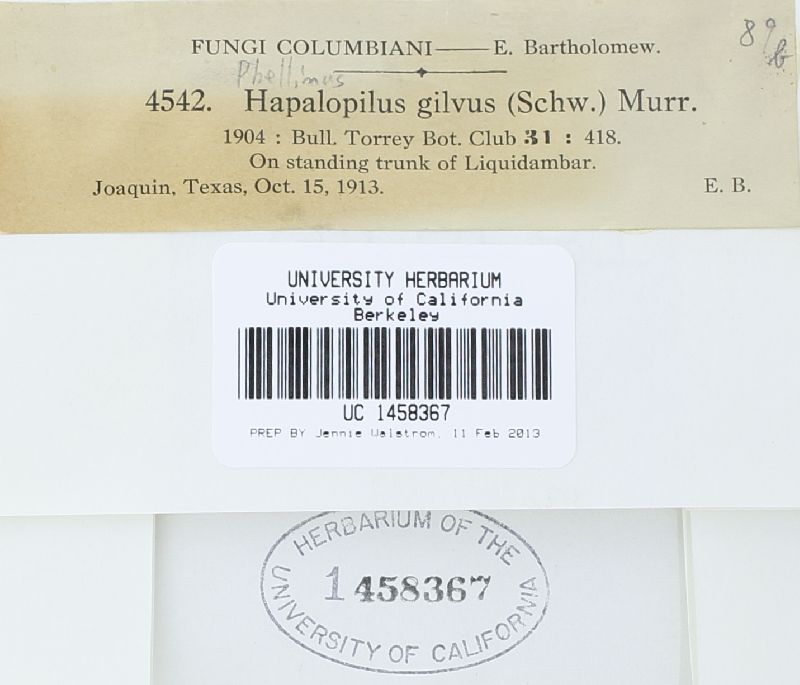 89
b
FUNGI COLUMBIANI——E. Bartholomew.
Phellinus
4542. Hapalopilus gilvus (Schw.) Murr.
1904 : Bull. Torrey Bot. Club 31 : 418.
On standing trunk of Liquidambar.
Joaquin, Texas, Oct. 15, 1913. E. B.
UNIVERSITY HERBARIUM
University of California
Berkeley
UC 1458367
PREP BY Jennie Walstrom, 11 Feb 2013
HERBARIUM OF THE
1458367
UNIVERSITY OF CALIFORNIA